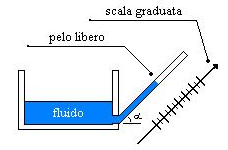 scala graduata
pelo libero
fluido
α